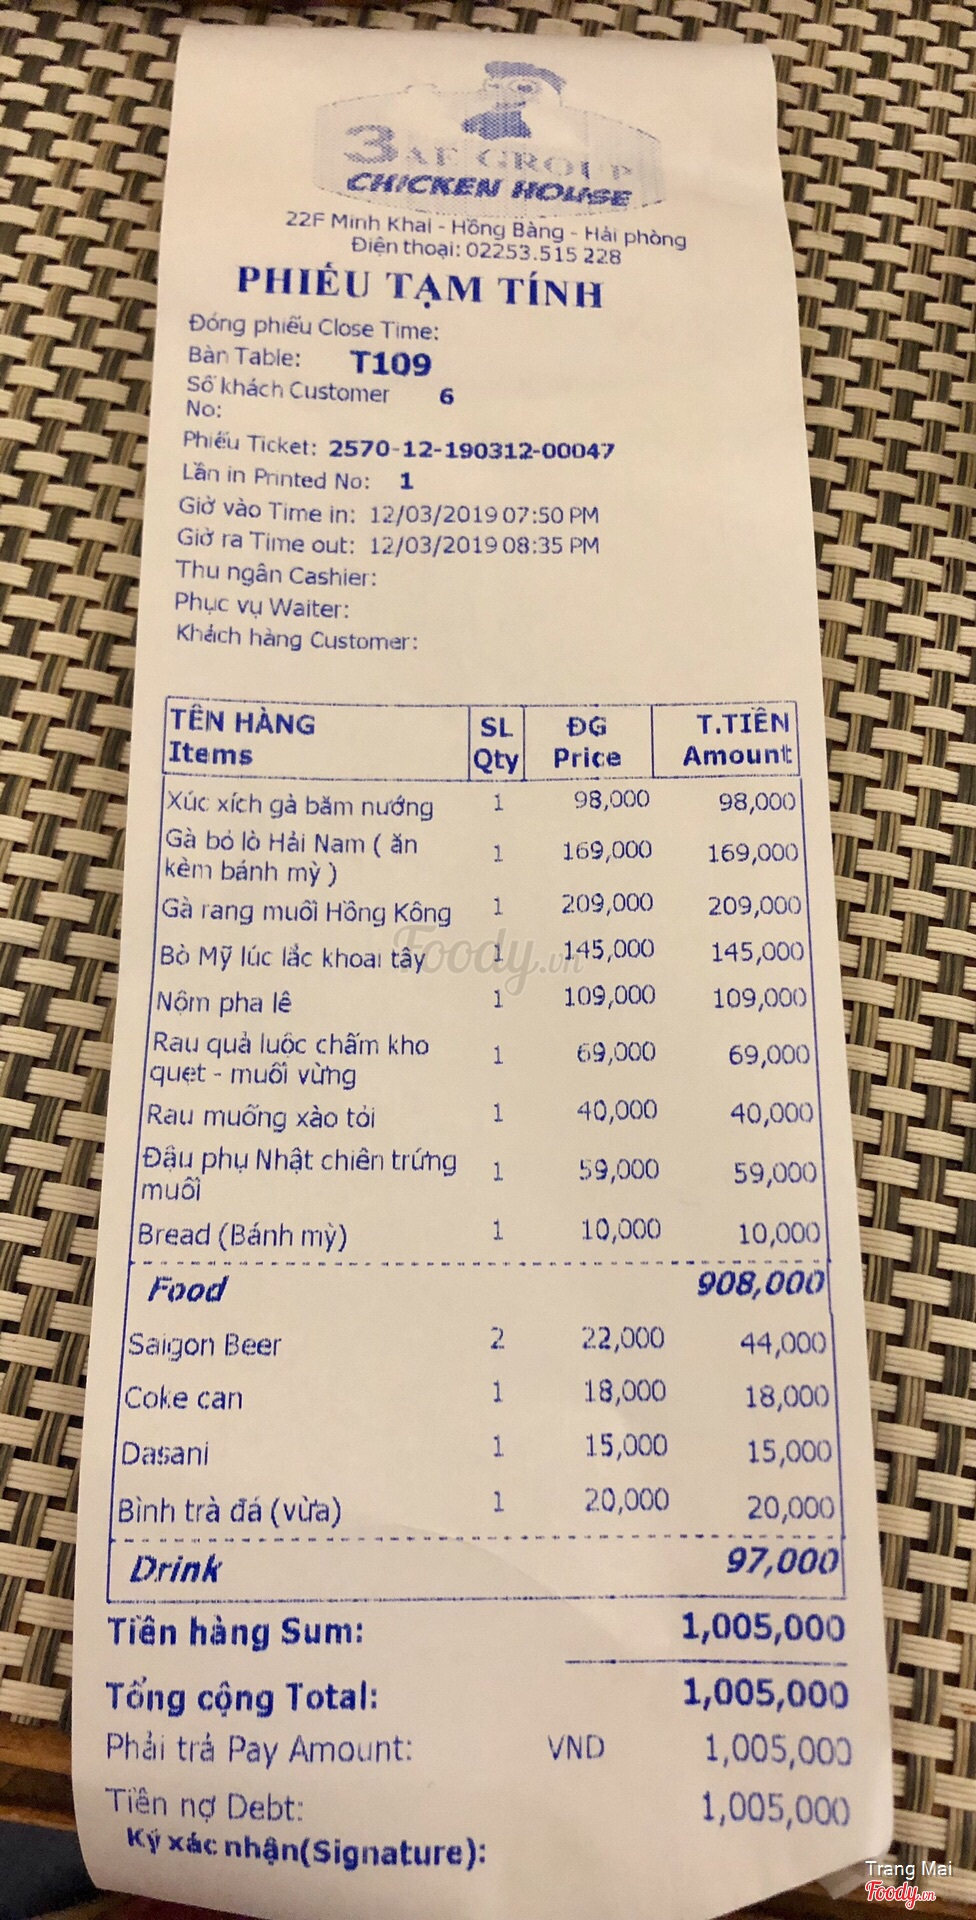 3AE GROUP
CHICKEN HOUSE
22F Minh Khai - Hồng Bàng - Hải phòng
Điện thoại: 02253.515 228
PHIẾU TẠM TÍNH
Đóng phiếu Close Time:
Bàn Table: T109
Số khách Customer 6
No:
Phiếu Ticket: 2570-12-190312-00047
Lần in Printed No: 1
Giờ vào Time in: 12/03/2019 07:50 PM
Giờ ra Time out: 12/03/2019 08:35 PM
Thu ngân Cashier:
Phục vụ Waiter:
Khách hàng Customer:
TÊN HÀNG SL ĐG T.TIỀN
Items Qty Price Amount
Xúc xích gà băm nướng 1 98,000 98,000
Gà bó lò Hải Nam ( ăn
kèm bánh mỳ ) 1 169,000 169,000
Gà rang muối Hồng Kông 1 209,000 209,000
Bò Mỹ lúc lắc khoai tây 1 145,000 145,000
Nộm pha lê 1 109,000 109,000
Rau quả luộc chấm kho
quẹt - muối vừng 1 69,000 69,000
Rau muống xào tỏi 1 40,000 40,000
Đậu phụ Nhật chiên trứng
muối 1 59,000 59,000
Bread (Bánh mỳ) 1 10,000 10,000
Food 908,000
Saigon Beer 2 22,000 44,000
Coke can 1 18,000 18,000
Dasani 1 15,000 15,000
Bình trà đá (vừa) 1 20,000 20,000
Drink 97,000
Tiền hàng Sum: 1,005,000
Tổng cộng Total: 1,005,000
Phải trả Pay Amount: VND 1,005,000
Tiền nợ Debt: 1,005,000
Ký xác nhận(Signature):
Foody.vn
Trang Mai
Foody.vn